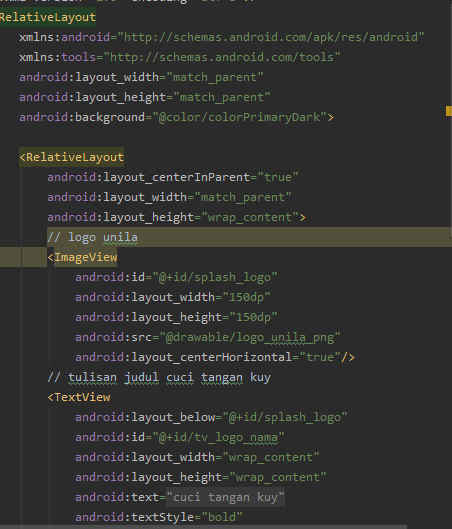 RelativeLayout
xmlns:android="http://schemas.android.com/apk/res/android"
xmlns:tools="http://schemas.android.com/tools"
android:layout_width="match_parent"
android:layout_height="match_parent"
android:background="@color/colorPrimaryDark">
<RelativeLayout
android:layout_centerInParent="true"
android:layout_width="match_parent"
android:layout_height="wrap_content">
// logo unila
<ImageView
android:id="@+id/splash_logo"
android:layout_width="150dp"
android:layout_height="150dp"
android:src="@drawable/logo_unila_png"
android:layout_centerHorizontal="true"/>
// tulisan judul cuci tangan kuy
<TextView
android:layout_below="@+id/splash_logo"
android:id="@+id/tv_logo_nama"
android:layout_width="wrap_content"
android:layout_height="wrap_content"
android:text="cuci tangan kuy"
android:textStyle="bold"